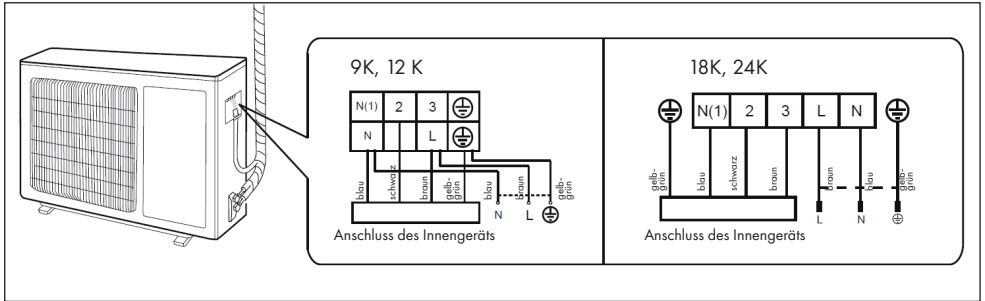 9K, 12 K
N(1) 2 3
N L
blau schwarz braun gelb-grün blau braun gelb-grün
N L
Anschluss des Innengeräts
18K, 24K
N(1) 2 3 L N
gelb-grün blau schwarz braun braun blau gelb-grün
L N
Anschluss des Innengeräts